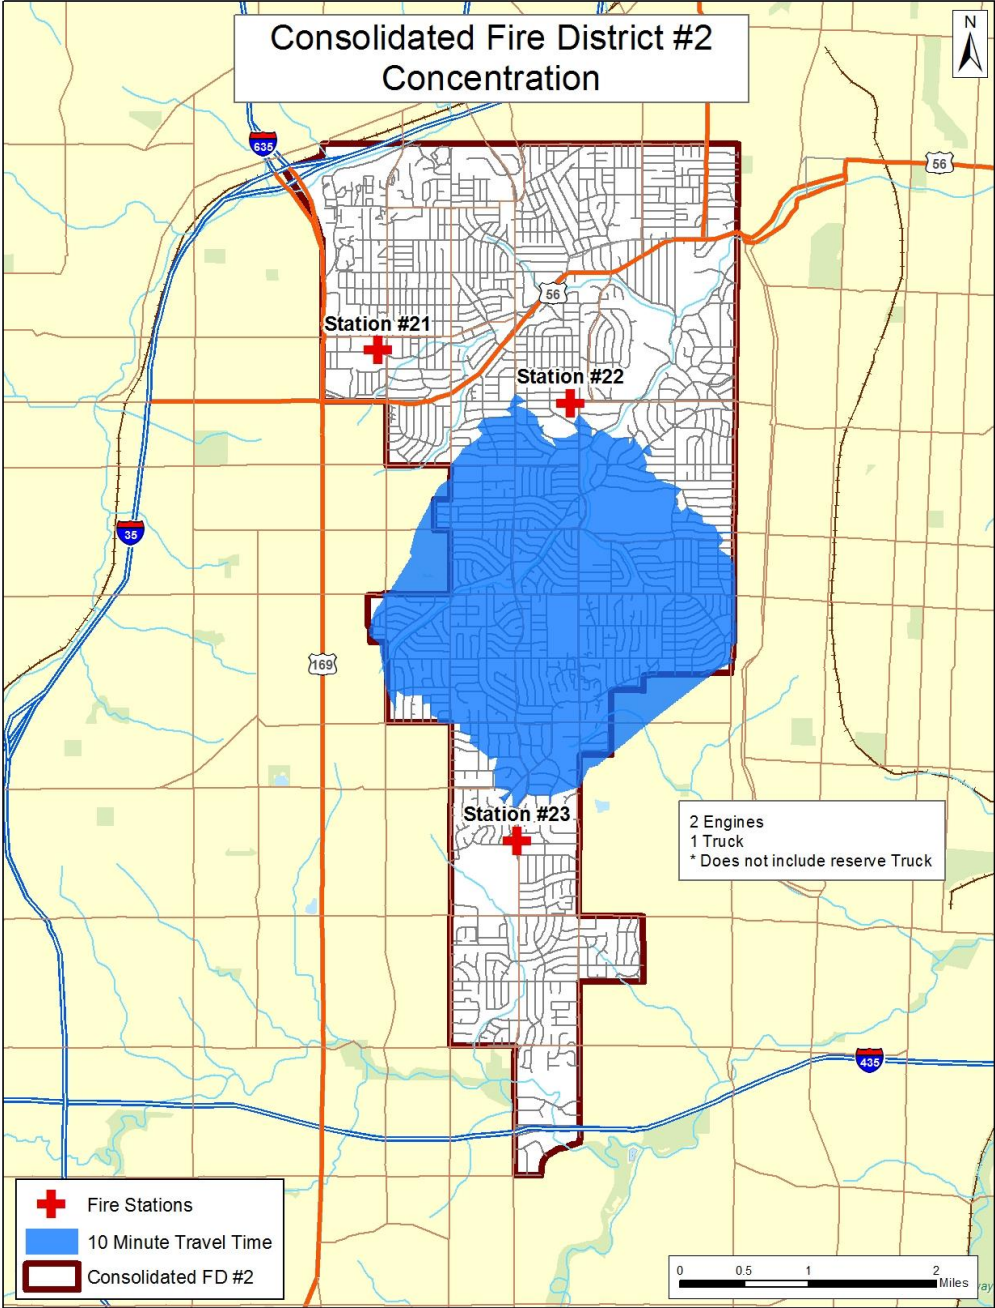 Consolidated Fire District #2
Concentration
N
635
56
56
Station #21
Station #22
35
169
Station #23
2 Engines
1 Truck
* Does not include reserve Truck
435
Fire Stations
10 Minute Travel Time
Consolidated FD #2
0 0.5 1 2
Miles